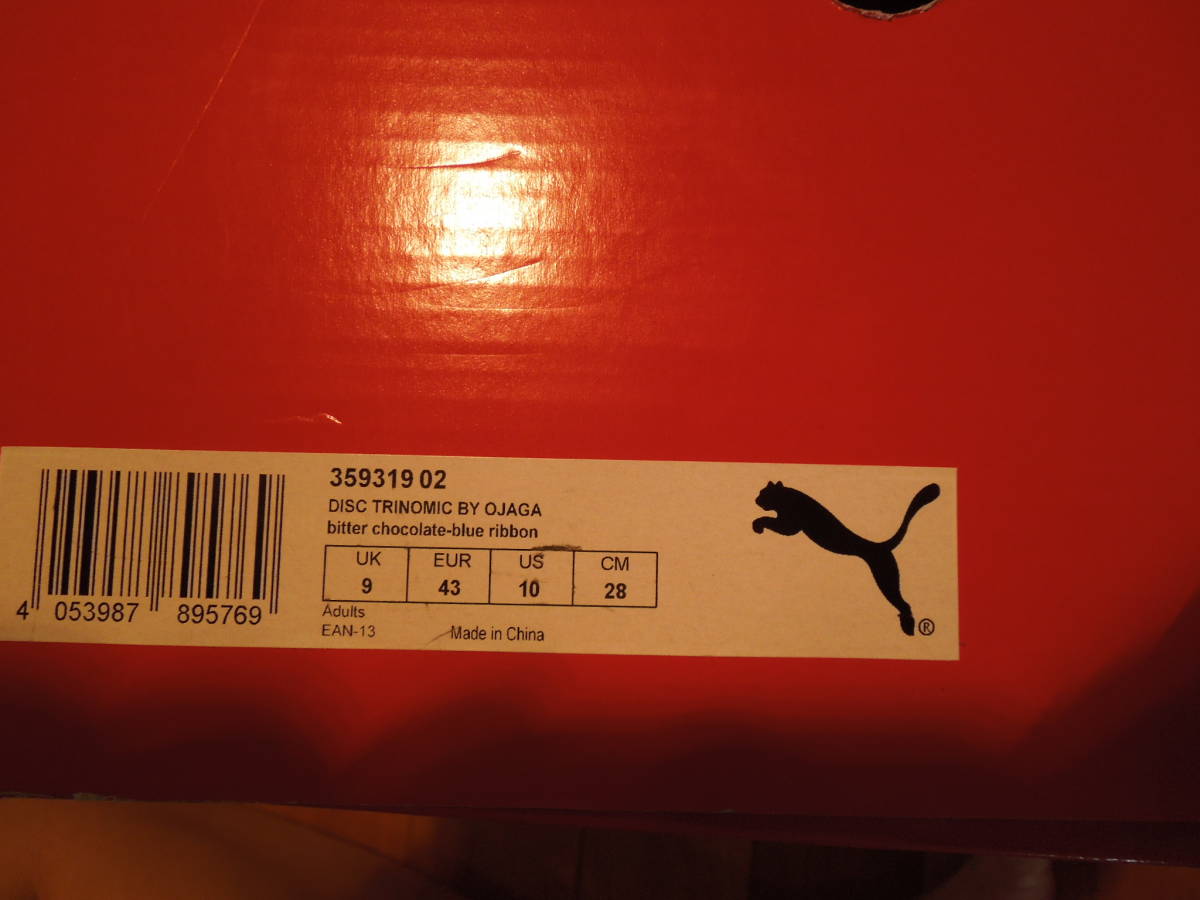 359319 02
DISC TRINOMIC BY OJAGA
bitter chocolate-blue ribbon
UK EUR US CM
9 43 10 28
Adults
EAN-13 Made in China
4 053987 895769
®